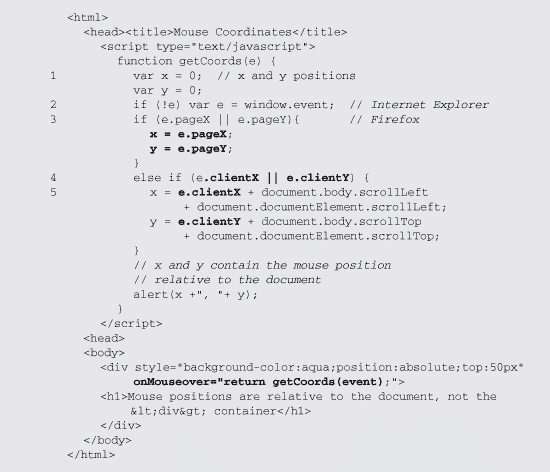 <html>
<head><title>Mouse Coordinates</title>
<script type="text/javascript">
function getCoords(e) {
1 var x = 0; // x and y positions
var y = 0;
2 if (!e) var e = window.event; // Internet Explorer
3 if (e.pageX || e.pageY){ // Firefox
x = e.pageX;
y = e.pageY;
}
4 else if (e.clientX || e.clientY) {
5 x = e.clientX + document.body.scrollLeft
+ document.documentElement.scrollLeft;
y = e.clientY + document.body.scrollTop
+ document.documentElement.scrollTop;
}
// x and y contain the mouse position
// relative to the document
alert(x +", "+ y);
}
</script>
<head>
<body>
<div style="background-color:aqua;position:absolute;top:50px"
onMouseover="return getCoords(event);">
<h1>Mouse positions are relative to the document, not the
&lt;div&gt; container</h1>
</div>
</body>
</html>